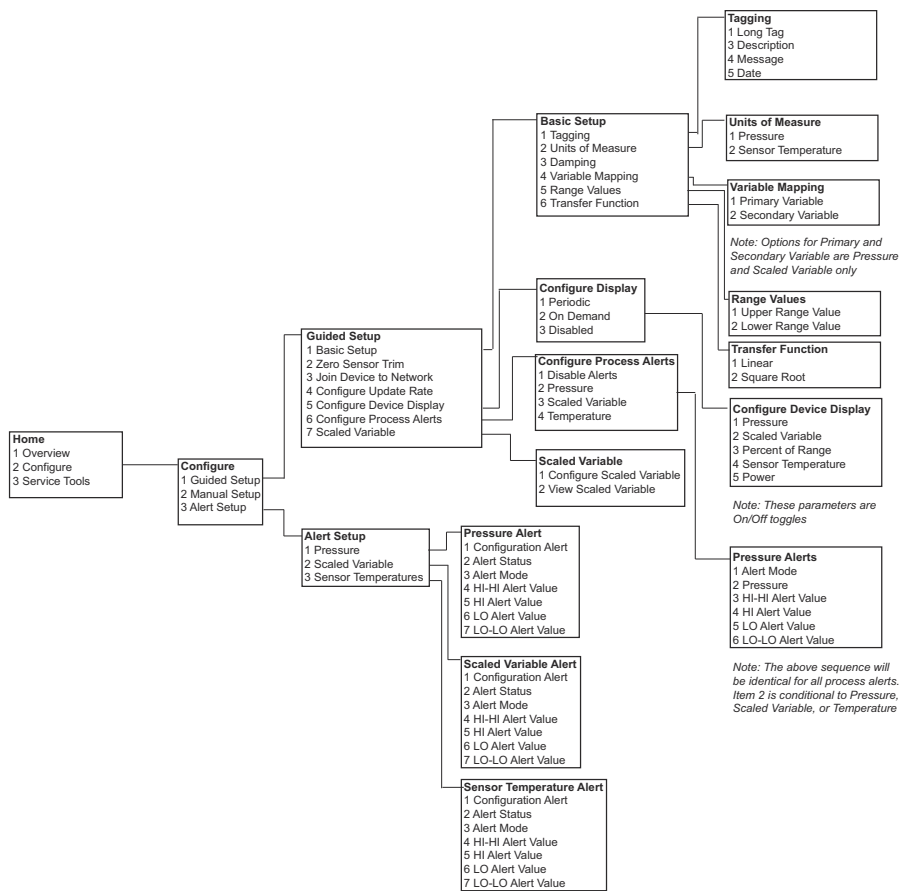 Home
1 Overview
2 Configure
3 Service Tools
Configure
1 Guided Setup
2 Manual Setup
3 Alert Setup
Guided Setup
1 Basic Setup
2 Zero Sensor Trim
3 Join Device to Network
4 Configure Update Rate
5 Configure Device Display
6 Configure Process Alerts
7 Scaled Variable
Alert Setup
1 Pressure
2 Scaled Variable
3 Sensor Temperatures
Basic Setup
1 Tagging
2 Units of Measure
3 Damping
4 Variable Mapping
5 Range Values
6 Transfer Function
Configure Display
1 Periodic
2 On Demand
3 Disabled
Configure Process Alerts
1 Disable Alerts
2 Pressure
3 Scaled Variable
4 Temperature
Scaled Variable
1 Configure Scaled Variable
2 View Scaled Variable
Pressure Alert
1 Configuration Alert
2 Alert Status
3 Alert Mode
4 HI-HI Alert Value
5 HI Alert Value
6 LO Alert Value
7 LO-LO Alert Value
Scaled Variable Alert
1 Configuration Alert
2 Alert Status
3 Alert Mode
4 HI-HI Alert Value
5 HI Alert Value
6 LO Alert Value
7 LO-LO Alert Value
Sensor Temperature Alert
1 Configuration Alert
2 Alert Status
3 Alert Mode
4 HI-HI Alert Value
5 HI Alert Value
6 LO Alert Value
7 LO-LO Alert Value
Tagging
1 Long Tag
3 Description
4 Message
5 Date
Units of Measure
1 Pressure
2 Sensor Temperature
Variable Mapping
1 Primary Variable
2 Secondary Variable
Note: Options for Primary and
Secondary Variable are Pressure
and Scaled Variable only
Range Values
1 Upper Range Value
2 Lower Range Value
Transfer Function
1 Linear
2 Square Root
Configure Device Display
1 Pressure
2 Scaled Variable
3 Percent of Range
4 Sensor Temperature
5 Power
Note: These parameters are
On/Off toggles
Pressure Alerts
1 Alert Mode
2 Pressure
3 HI-HI Alert Value
4 HI Alert Value
5 LO Alert Value
6 LO-LO Alert Value
Note: The above sequence will
be identical for all process alerts.
Item 2 is conditional to Pressure,
Scaled Variable, or Temperature